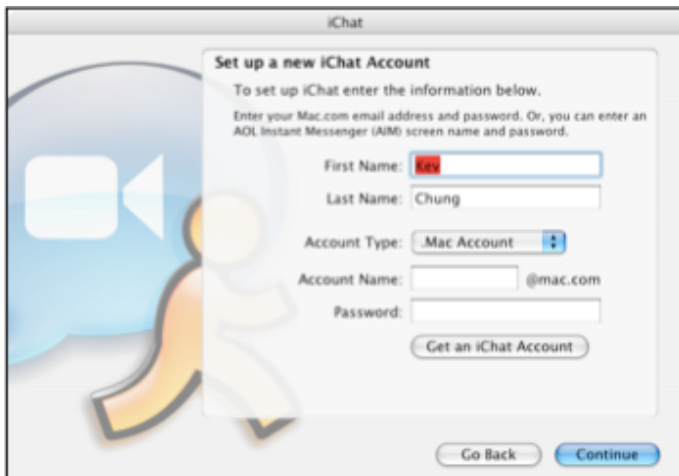 iChat
Set up a new iChat Account
To set up iChat enter the information below.
Enter your Mac.com email address and password. Or, you can enter an
AOL Instant Messenger (AIM) screen name and password.
First Name: Kev
Last Name: Chung
Account Type: .Mac Account
Account Name: @mac.com
Password:
Get an iChat Account
Go Back Continue